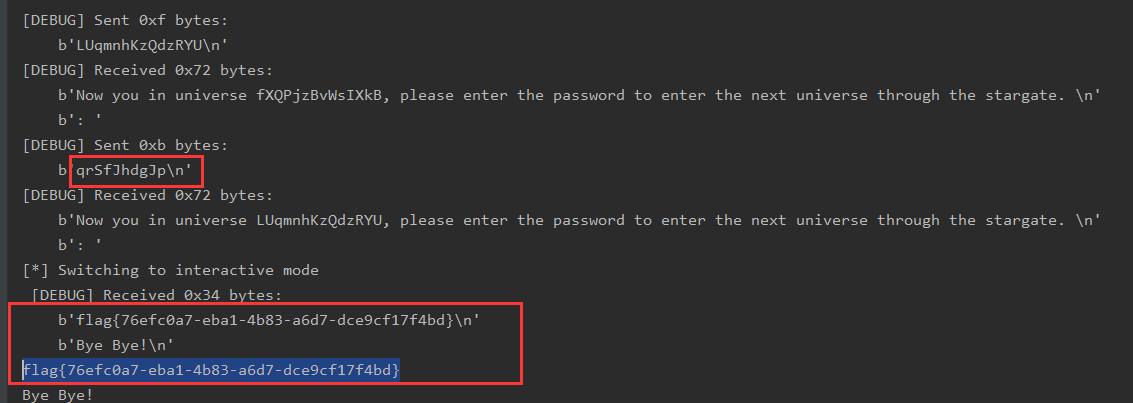 [DEBUG] Sent 0xf bytes:
b'LUqmnhKzQdzRYU\n'
[DEBUG] Received 0x72 bytes:
b'Now you in universe fXQPjzBvWsIXkB, please enter the password to enter the next universe through the stargate. \n'
b': '
[DEBUG] Sent 0xb bytes:
b'qrSfJhdgJp\n'
[DEBUG] Received 0x72 bytes:
b'Now you in universe LUqmnhKzQdzRYU, please enter the password to enter the next universe through the stargate. \n'
b': '
[*] Switching to interactive mode
[DEBUG] Received 0x34 bytes:
b'flag{76efc0a7-eba1-4b83-a6d7-dce9cf17f4bd}\n'
b'Bye Bye!\n'
flag{76efc0a7-eba1-4b83-a6d7-dce9cf17f4bd}
Bye Bye!